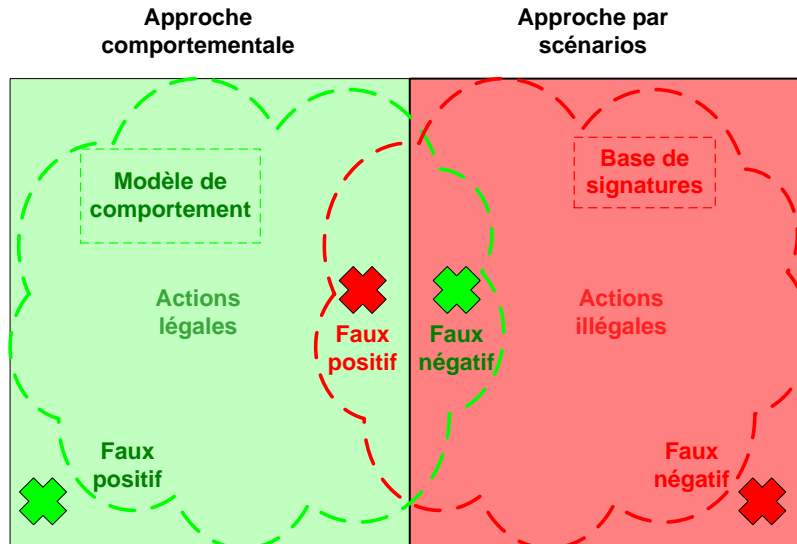 Approche
comportementale
Approche par
scénarios
Modèle de
comportement
Base de
signatures
Actions
légales
Faux
positif
Faux
négatif
Actions
illégales
Faux
positif
Faux
négatif